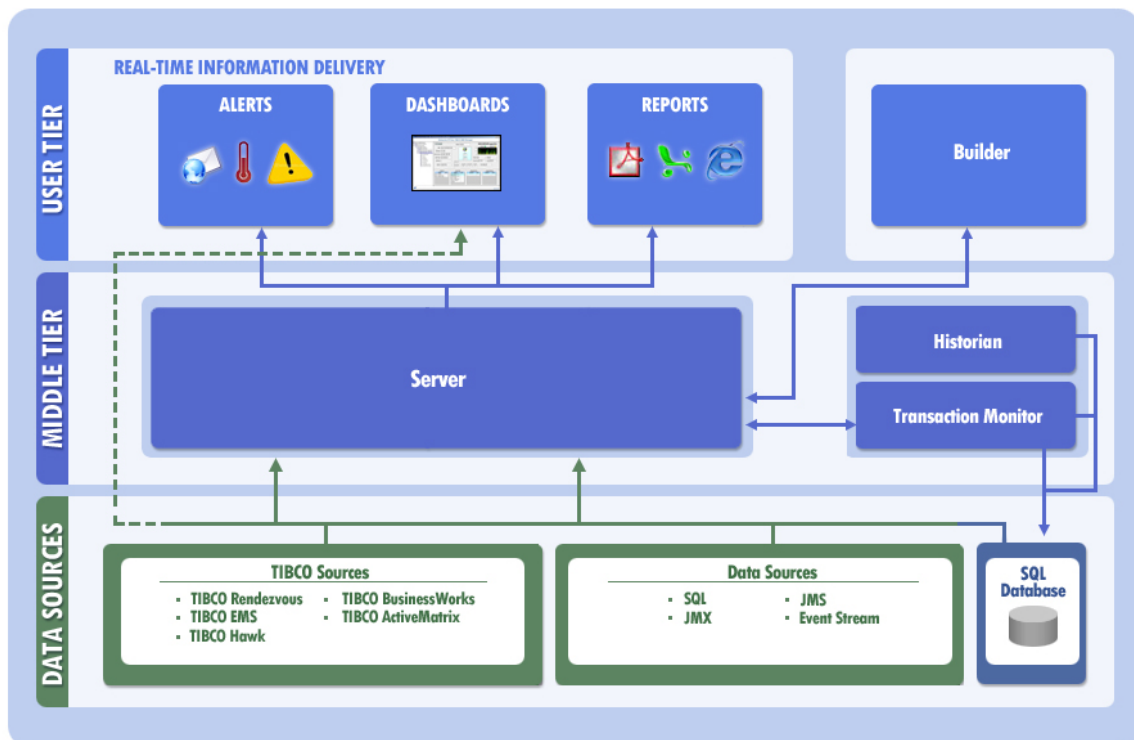 REAL-TIME INFORMATION DELIVERY
USER TIER
ALERTS
DASHBOARDS
REPORTS
Builder
MIDDLE TIER
Server
Historian
Transaction Monitor
DATA SOURCES
TIBCO Sources
▪ TIBCO Rendezvous
▪ TIBCO EMS
▪ TIBCO Hawk
▪ TIBCO BusinessWorks
▪ TIBCO ActiveMatrix
Data Sources
▪ SQL
▪ JMX
▪ JMS
▪ Event Stream
SQL
Database